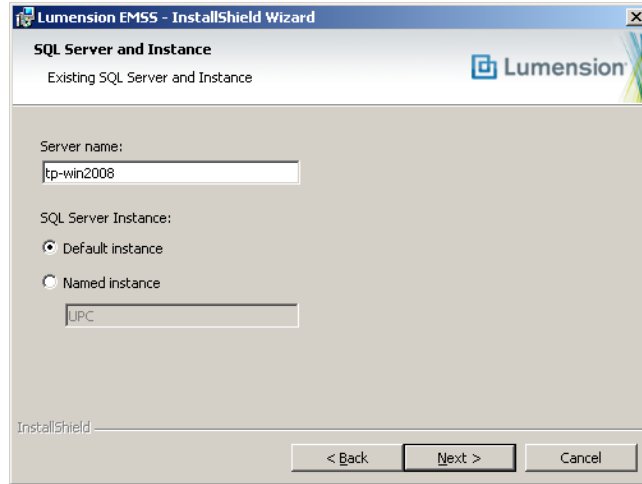 Lumension EMSS - InstallShield Wizard
SQL Server and Instance
Existing SQL Server and Instance
Lumension
Server name:
tp-win2008
SQL Server Instance:
Default instance
Named instance
UPC
InstallShield
< Back Next > Cancel